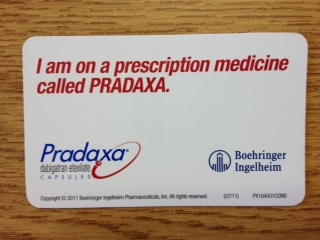 I am on a prescription medicine
called PRADAXA.
Pradaxa®
dabigatran etexilate
CAPSULES
Boehringer
Ingelheim
Copyright © 2011 Boehringer Ingelheim Pharmaceuticals, Inc. All rights reserved. (07/11) PX104501CONS